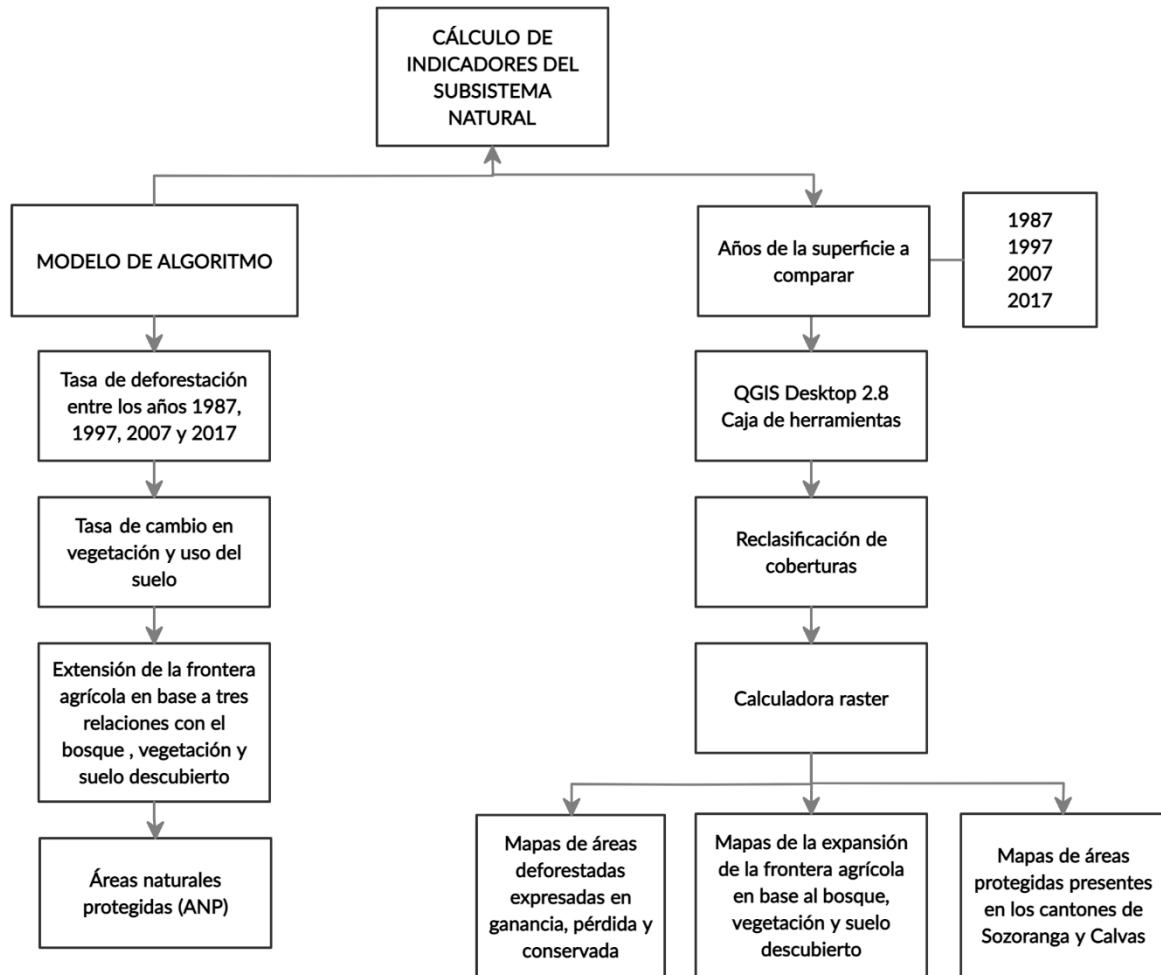 CÁLCULO DE
INDICADORES DEL
SUBSISTEMA
NATURAL
MODELO DE ALGORITMO
Tasa de deforestación
entre los años 1987,
1997, 2007 y 2017
Tasa de cambio en
vegetación y uso del
suelo
Extensión de la frontera
agrícola en base a tres
relaciones con el
bosque , vegetación y
suelo descubierto
Áreas naturales
protegidas (ANP)
Años de la superficie a
comparar
1987
1997
2007
2017
QGIS Desktop 2.8
Caja de herramientas
Reclasificación de
coberturas
Calculadora raster
Mapas de áreas
deforestadas
expresadas en
ganancia, pérdida y
conservada
Mapas de la expansión
de la frontera agrícola
en base al bosque,
vegetación y suelo
descubierto
Mapas de áreas
protegidas presentes
en los cantones de
Sozoranga y Calvas